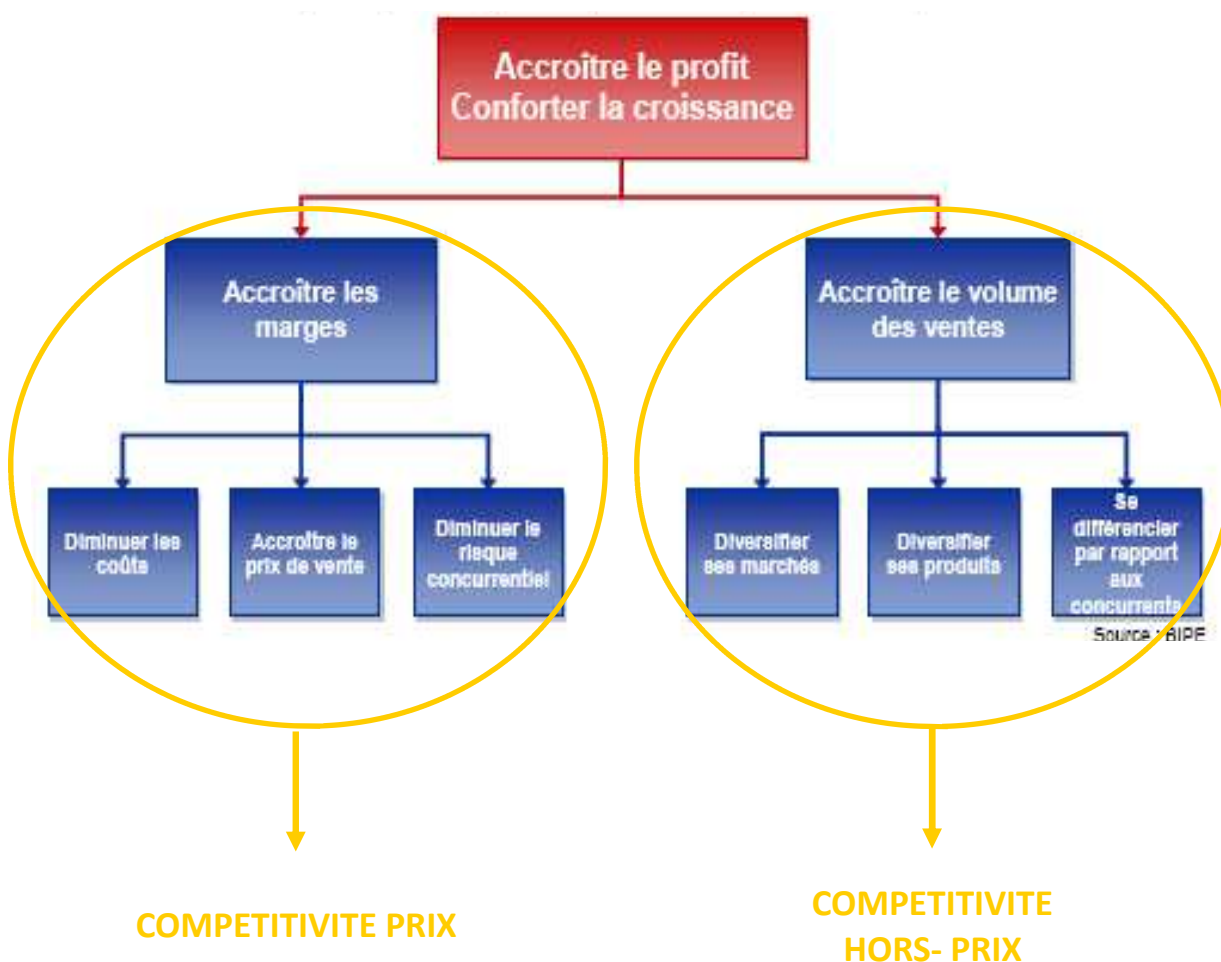 Accroître le profit
Conforter la croissance
Accroître les
marges
Accroître le volume
des ventes
Diminuer les
coûts
Accroître le
prix de vente
Diminuer le
risque
concurrentiel
Diversifier
ses marchés
Diversifier
ses produits
Se
différencier
par rapport
aux
concurrents
Source : BIPE
COMPETITIVITE PRIX
COMPETITIVITE
HORS- PRIX